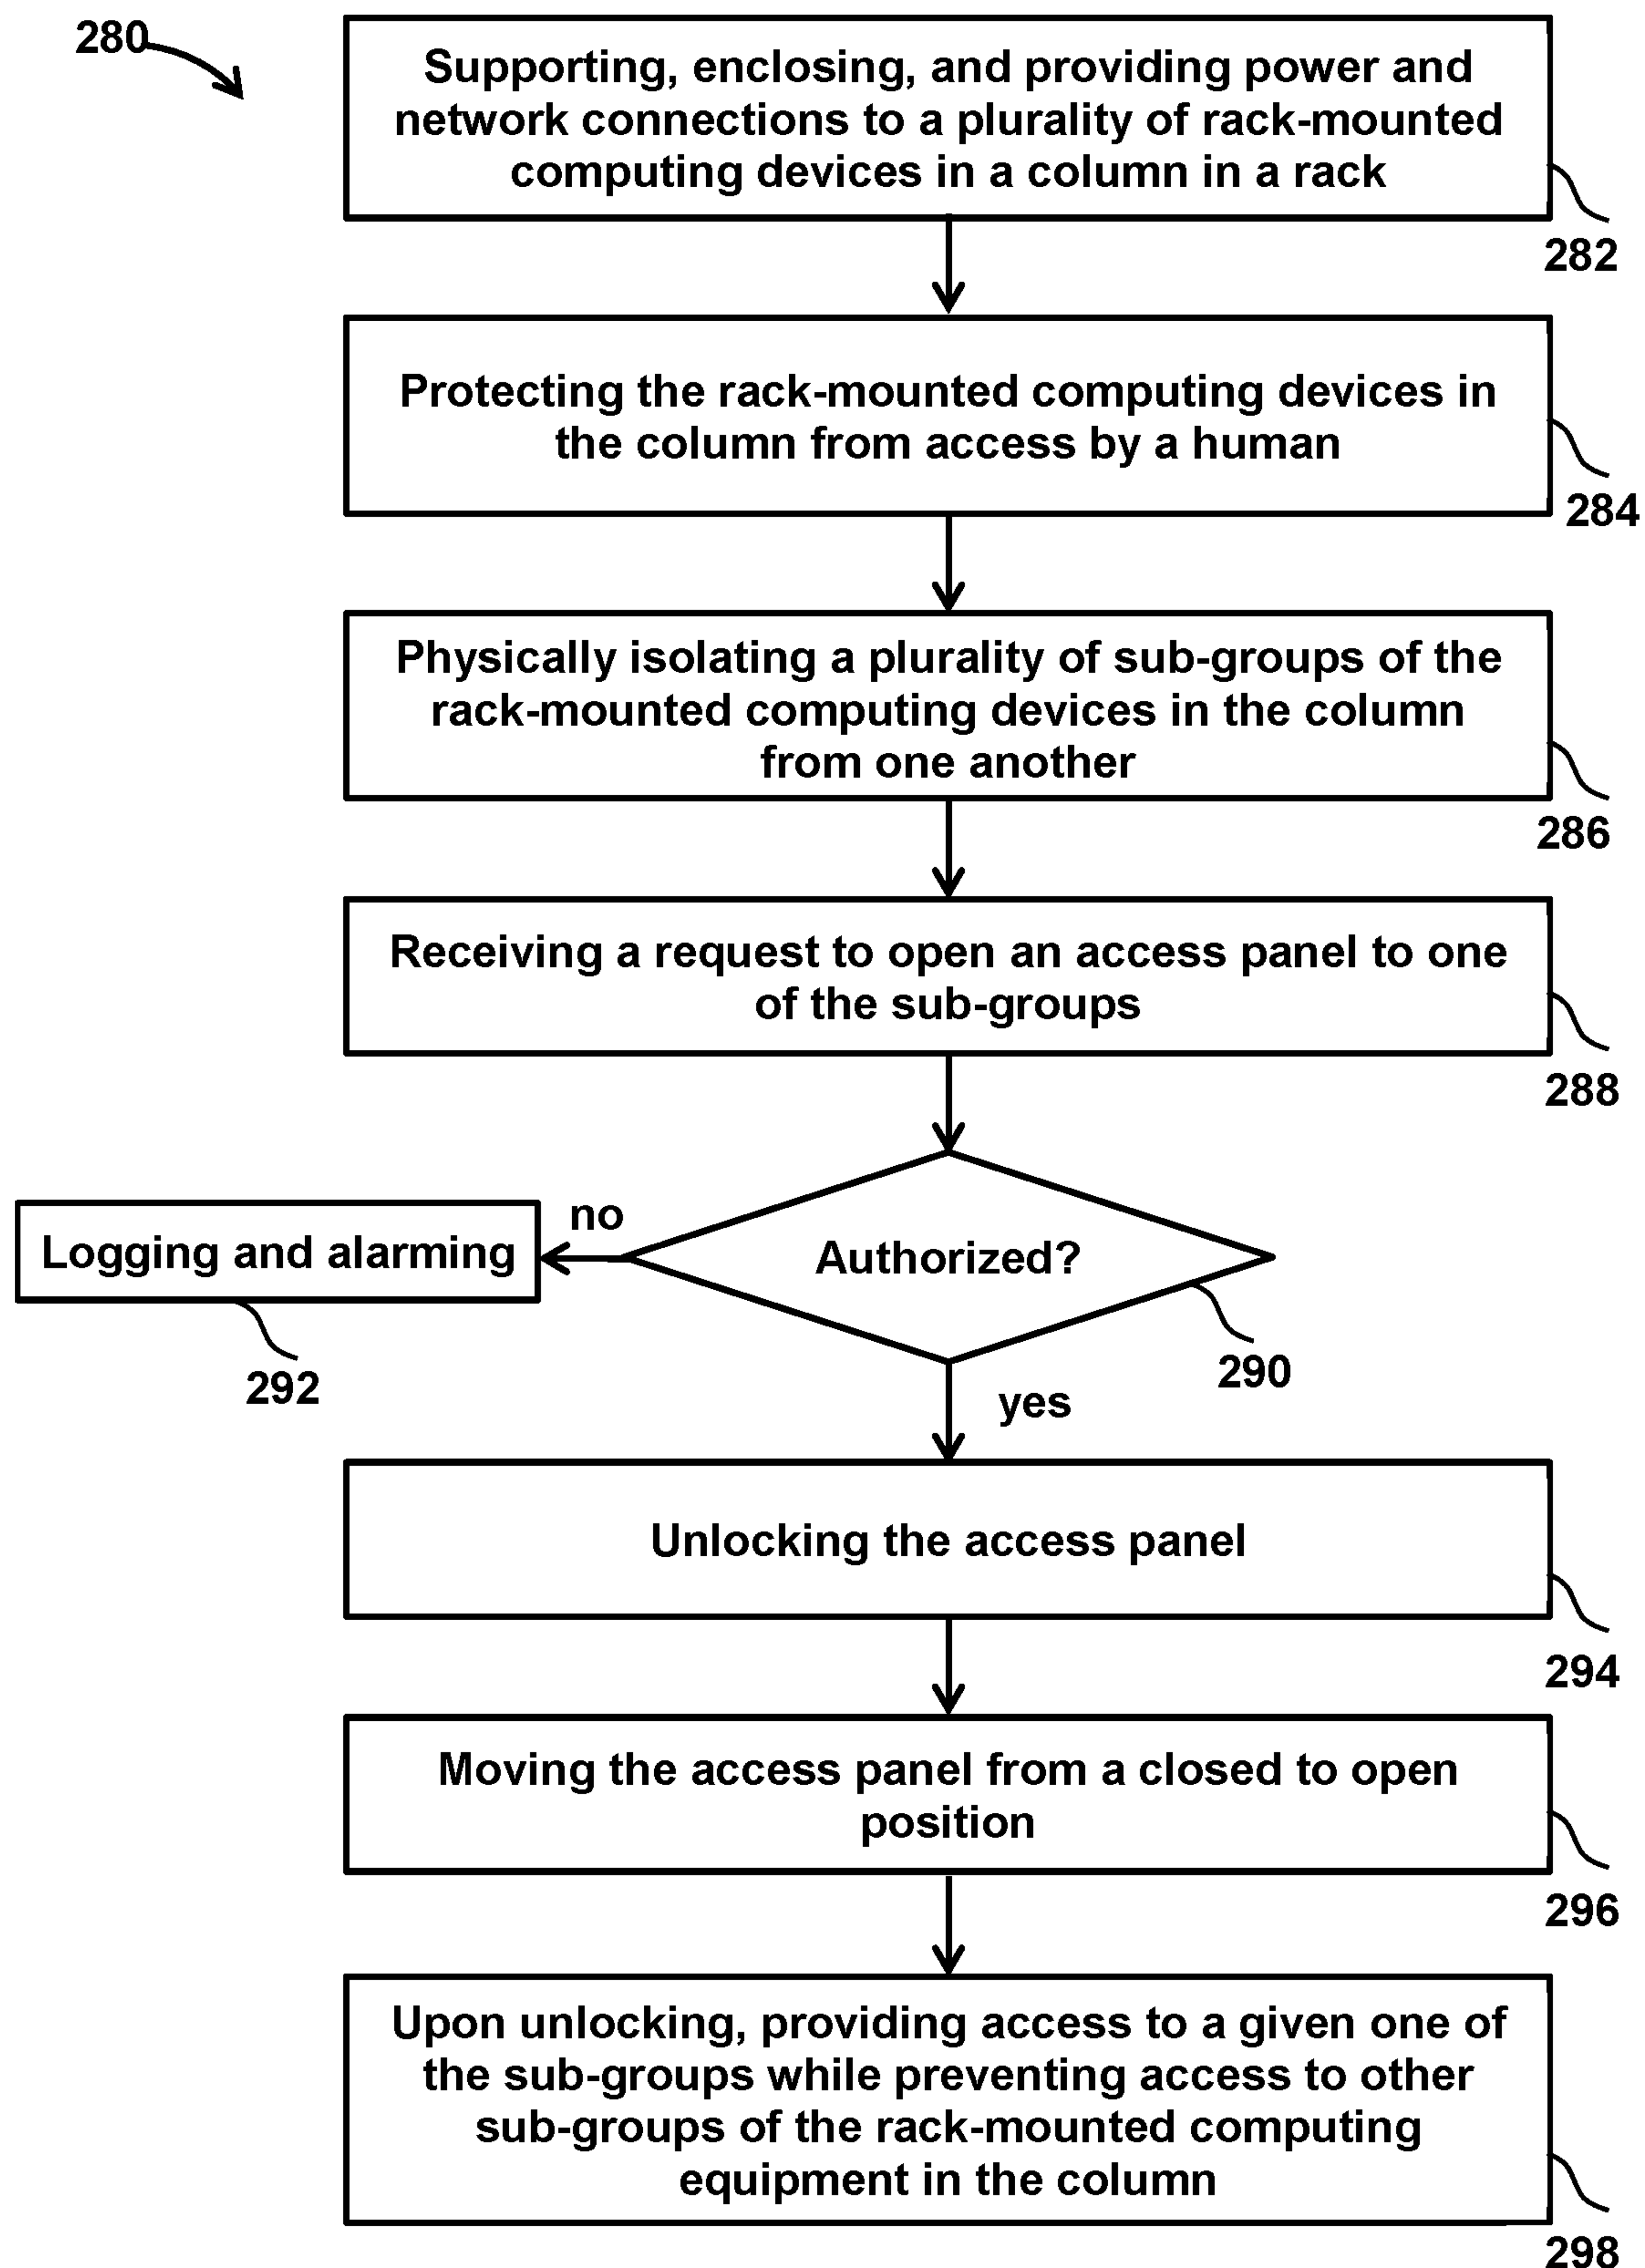 280
Supporting, enclosing, and providing power and
network connections to a plurality of rack-mounted
computing devices in a column in a rack
282
Protecting the rack-mounted computing devices in
the column from access by a human
284
Physically isolating a plurality of sub-groups of the
rack-mounted computing devices in the column
from one another
286
Receiving a request to open an access panel to one
of the sub-groups
288
Authorized?
290
no
Logging and alarming
292
yes
Unlocking the access panel
294
Moving the access panel from a closed to open
position
296
Upon unlocking, providing access to a given one of
the sub-groups while preventing access to other
sub-groups of the rack-mounted computing
equipment in the column
298